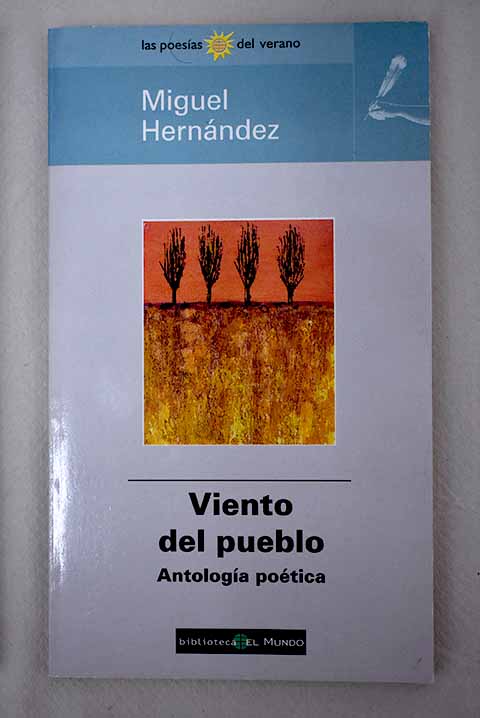 las poesías del verano
Miguel
Hernández
Viento
del pueblo
Antología poética
biblioteca EL MUNDO